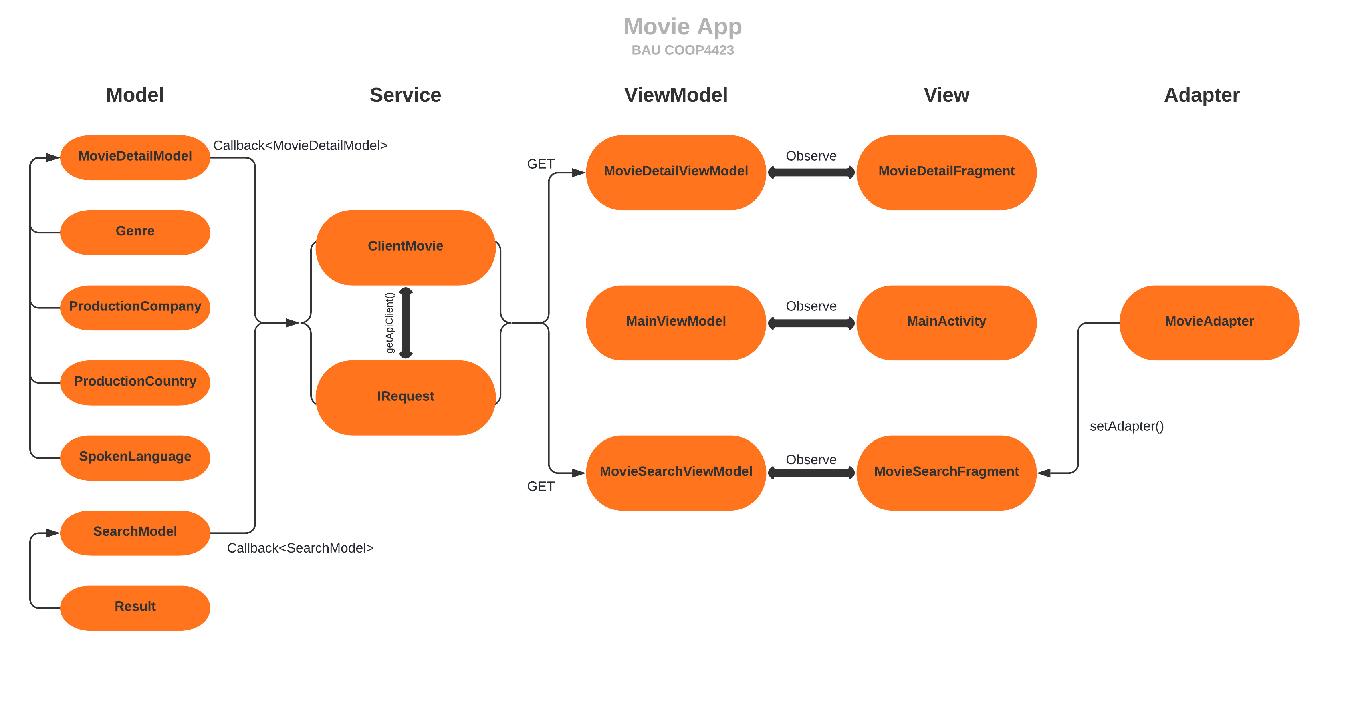 Movie App
BAU COOP4423
Model
Service
ViewModel
View
Adapter
MovieDetailModel
Callback<MovieDetailModel>
Genre
ProductionCompany
ProductionCountry
SpokenLanguage
SearchModel
Callback<SearchModel>
Result
ClientMovie
getApiClient()
IRequest
GET
MovieDetailViewModel
Observe
MovieDetailFragment
MainViewModel
Observe
MainActivity
MovieAdapter
setAdapter()
GET
MovieSearchViewModel
Observe
MovieSearchFragment